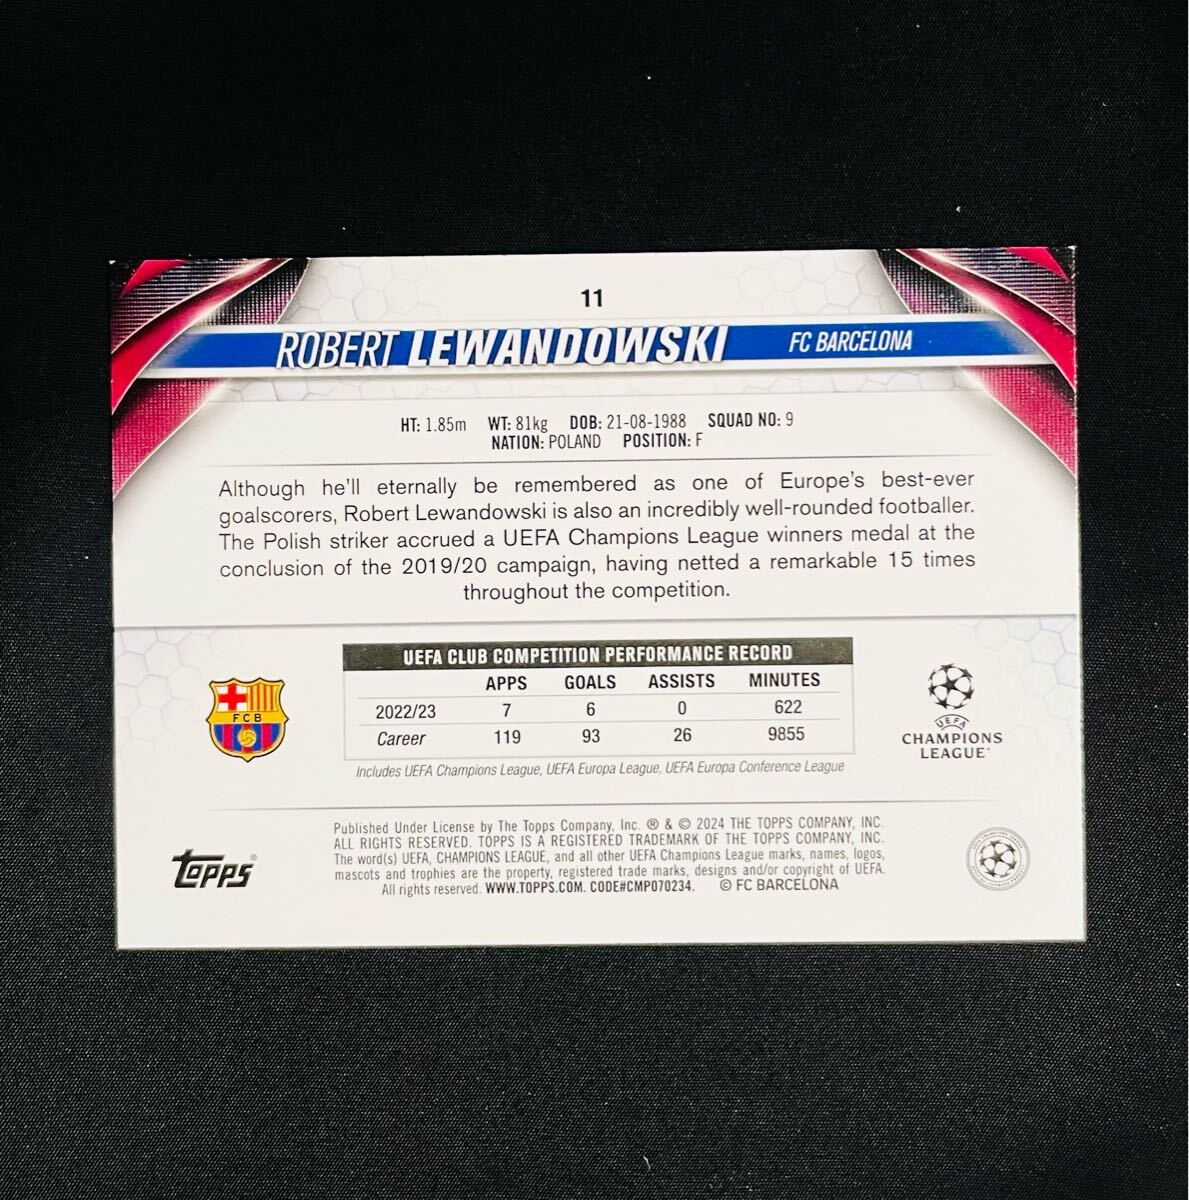 11
ROBERT LEWANDOWSKI FC BARCELONA
HT: 1.85m WT: 81kg DOB: 21-08-1988 SQUAD NO: 9
NATION: POLAND POSITION: F
Although he'll eternally be remembered as one of Europe's best-ever
goalscorers, Robert Lewandowski is also an incredibly well-rounded footballer.
The Polish striker accrued a UEFA Champions League winners medal at the
conclusion of the 2019/20 campaign, having netted a remarkable 15 times
throughout the competition.
UEFA CLUB COMPETITION PERFORMANCE RECORD
APPS GOALS ASSISTS MINUTES
2022/23 7 6 0 622
Career 119 93 26 9855
Includes UEFA Champions League, UEFA Europa League, UEFA Europa Conference League
FCB
UEFA
CHAMPIONS
LEAGUE®
Published Under License by The Topps Company, Inc. ® & © 2024 THE TOPPS COMPANY, INC.
ALL RIGHTS RESERVED. TOPPS IS A REGISTERED TRADEMARK OF THE TOPPS COMPANY, INC.
The word(s) UEFA, CHAMPIONS LEAGUE, and all other UEFA Champions League marks, names, logos,
mascots and trophies are the property, registered trade marks, designs and/or copyright of UEFA.
All rights reserved. WWW.TOPPS.COM. CODE#CMP070234. © FC BARCELONA
topps®